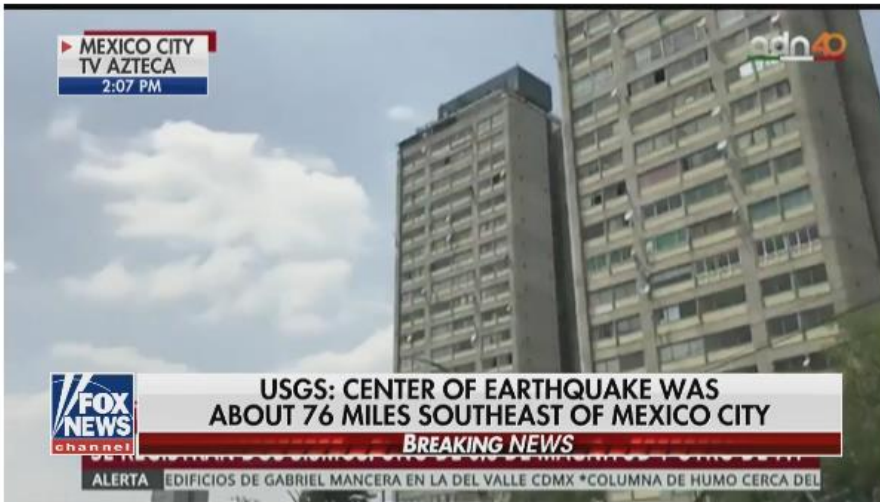 MEXICO CITY
TV AZTECA
2:07 PM
adn40
USGS: CENTER OF EARTHQUAKE WAS
ABOUT 76 MILES SOUTHEAST OF MEXICO CITY
FOX
NEWS
channel
BREAKING NEWS
ALERTA EDIFICIOS DE GABRIEL MANCERA EN LA DEL VALLE CDMX *COLUMNA DE HUMO CERCA DEL